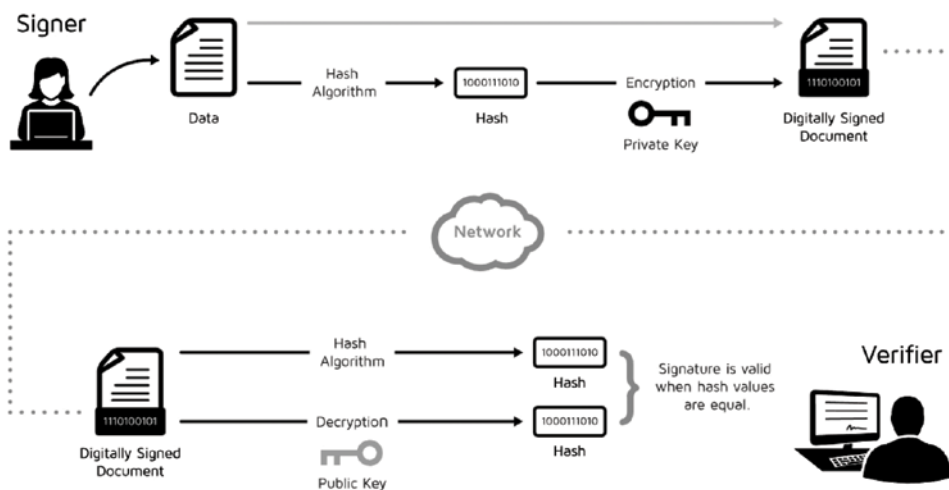 Signer
Hash
Algorithm
1000111010
Encryption
1110100101
Data
Hash
Private Key
Digitally Signed
Document
Network
Hash
Algorithm
1000111010
Hash
Signature is valid
when hash values
are equal.
Verifier
1110100101
Decryption
1000111010
Hash
Digitally Signed
Document
Public Key